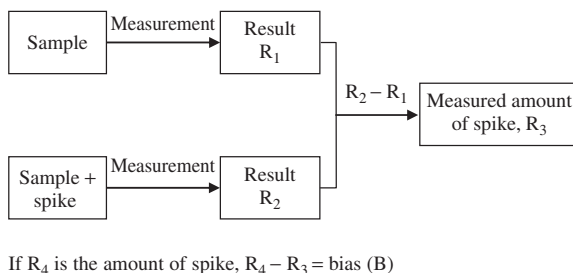 Sample
Measurement
Result
R₁
R₂ – R₁
Measured amount
of spike, R₃
Sample +
spike
Measurement
Result
R₂
If R₄ is the amount of spike, R₄ – R₃ = bias (B)